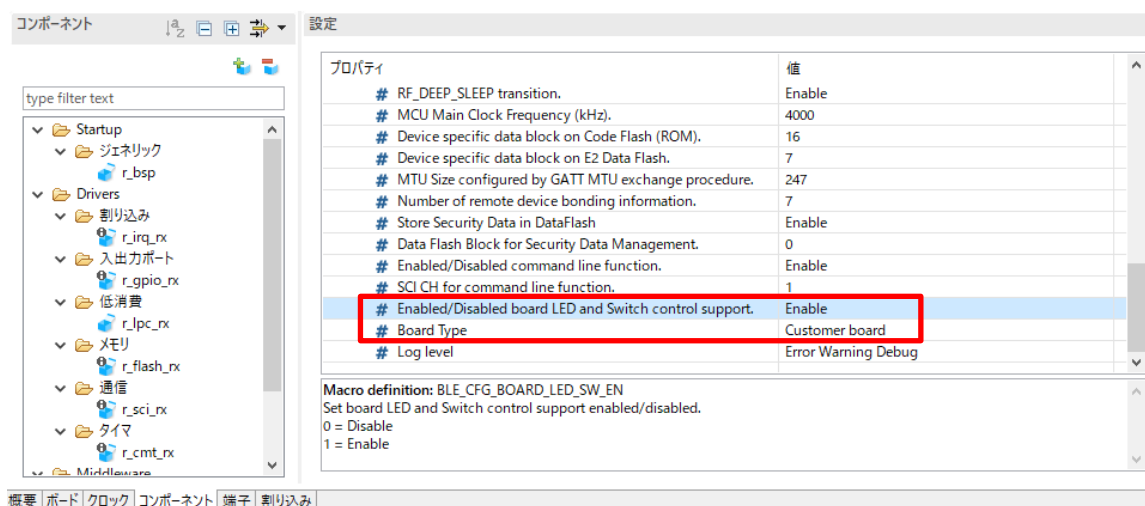 コンポーネント
設定
type filter text
Startup
ジェネリック
r_bsp
Drivers
割り込み
r_irq_rx
入出力ポート
r_gpio_rx
低消費
r_lpc_rx
メモリ
r_flash_rx
通信
r_sci_rx
タイマ
r_cmt_rx
Middleware
プロパティ 値
# RF_DEEP_SLEEP transition. Enable
# MCU Main Clock Frequency (kHz). 4000
# Device specific data block on Code Flash (ROM). 16
# Device specific data block on E2 Data Flash. 7
# MTU Size configured by GATT MTU exchange procedure. 247
# Number of remote device bonding information. 7
# Store Security Data in DataFlash Enable
# Data Flash Block for Security Data Management. 0
# Enabled/Disabled command line function. Enable
# SCI CH for command line function. 1
# Enabled/Disabled board LED and Switch control support. Enable
# Board Type Customer board
# Log level Error Warning Debug
Macro definition: BLE_CFG_BOARD_LED_SW_EN
Set board LED and Switch control support enabled/disabled.
0 = Disable
1 = Enable
概要 ボード クロック コンポーネント 端子 割り込み